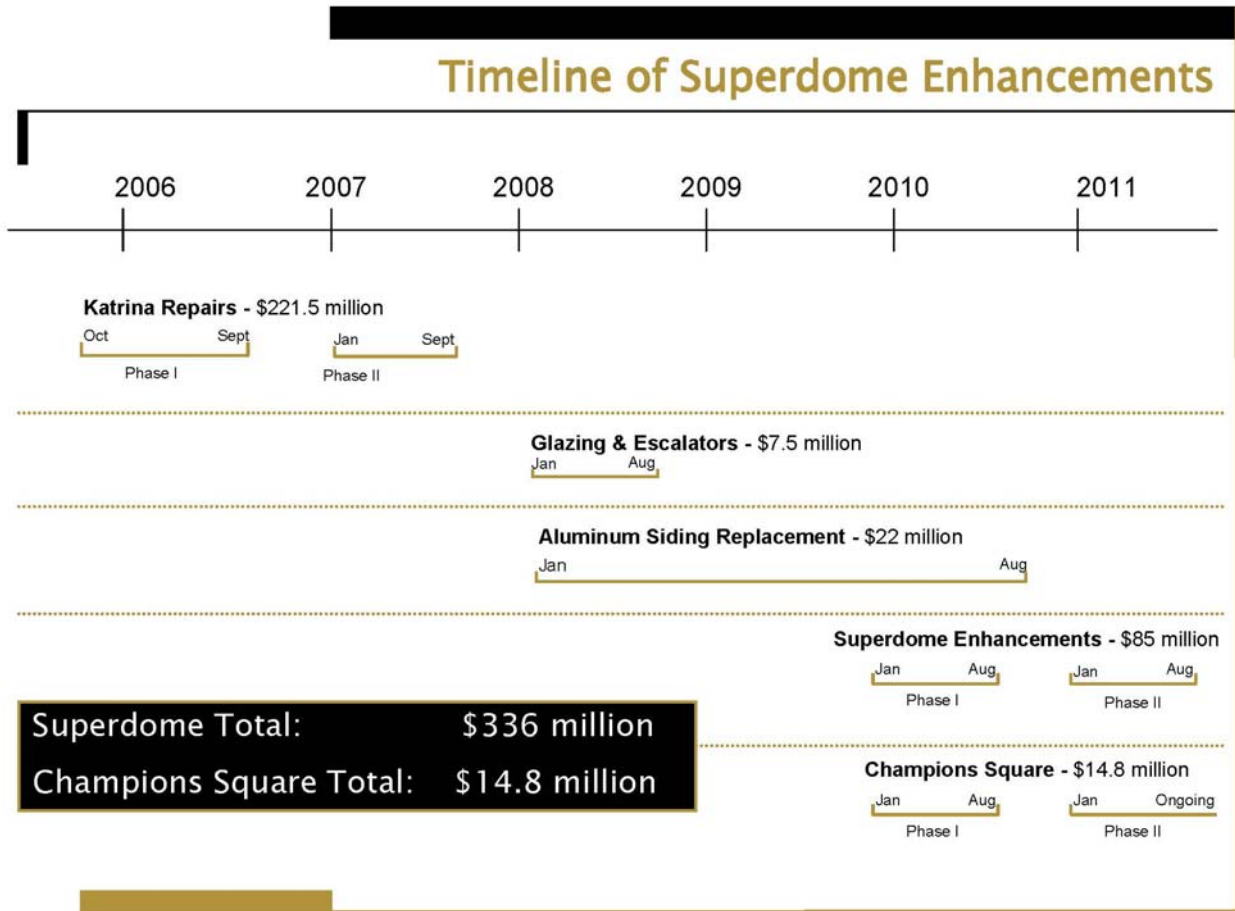 Timeline of Superdome Enhancements
2006 2007 2008 2009 2010 2011
Katrina Repairs - $221.5 million
Oct Sept Jan Sept
Phase I Phase II
Glazing & Escalators - $7.5 million
Jan Aug
Aluminum Siding Replacement - $22 million
Jan Aug
Superdome Enhancements - $85 million
Jan Aug Jan Aug
Phase I Phase II
Superdome Total: $336 million
Champions Square Total: $14.8 million
Champions Square - $14.8 million
Jan Aug Jan Ongoing
Phase I Phase II